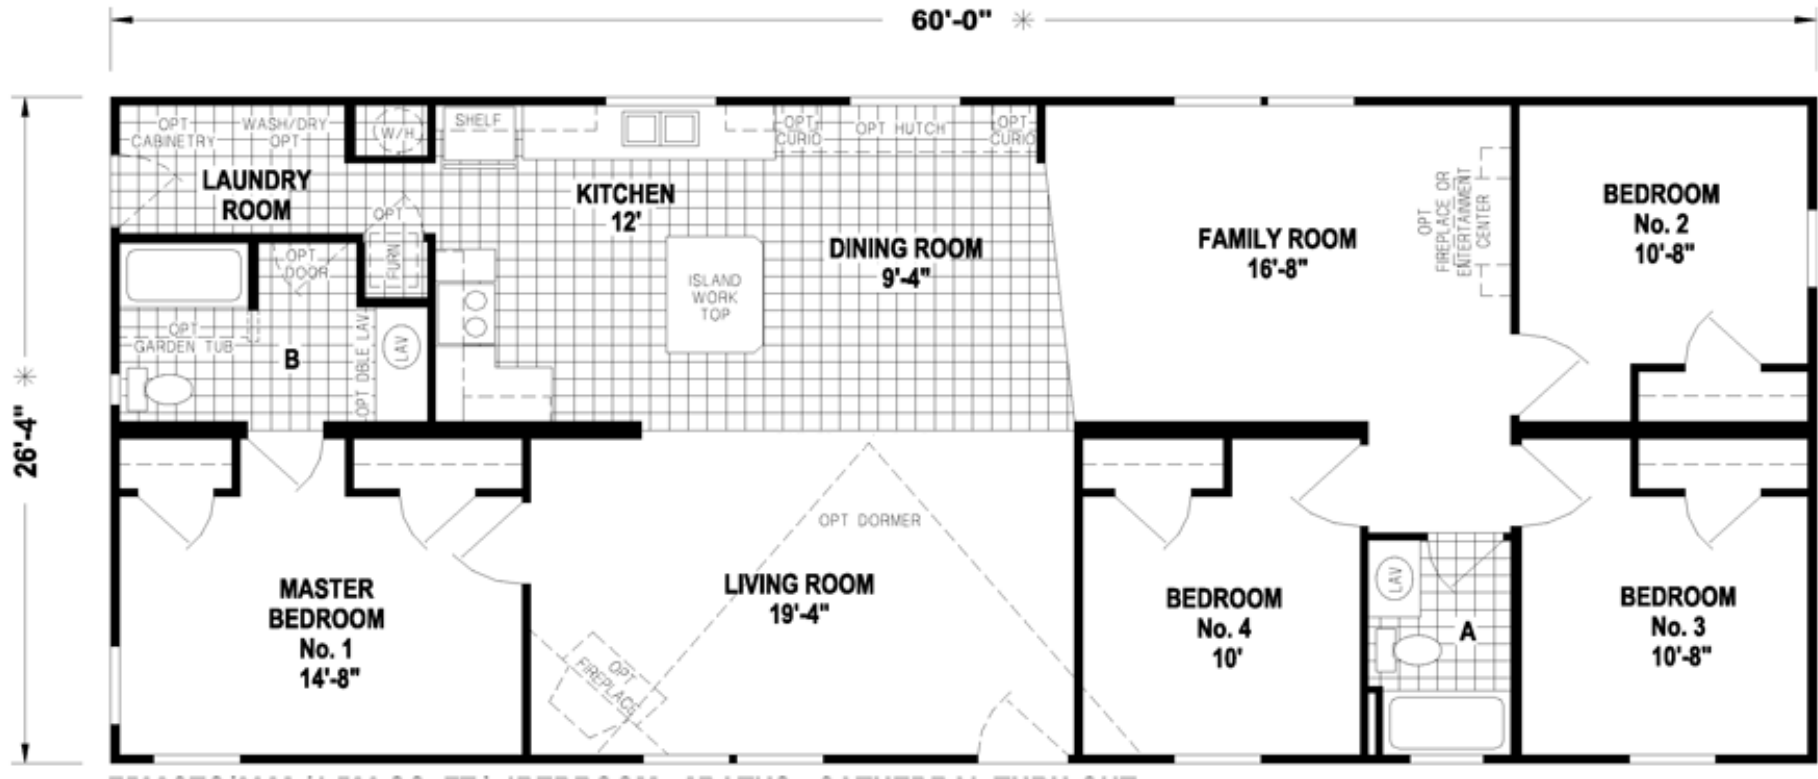 60'-0" *
26'-4" *
OPT
CABINETRY
WASH/DRY
OPT
W/H
LAUNDRY
ROOM
OPT
FURN
SHELF
KITCHEN
12'
OPT
CURIO
OPT HUTCH
OPT
CURIO
DINING ROOM
9'-4"
ISLAND
WORK
TOP
FAMILY ROOM
16'-8"
OPT
FIREPLACE OR
ENTERTAINMENT
CENTER
BEDROOM
No. 2
10'-8"
OPT
DOOR
OPT
GARDEN TUB
B
OPT DBLE LAV
LAV
MASTER
BEDROOM
No. 1
14'-8"
OPT DORMER
LIVING ROOM
19'-4"
OPT
FIREPLACE
BEDROOM
No. 4
10'
LAV
A
BEDROOM
No. 3
10'-8"